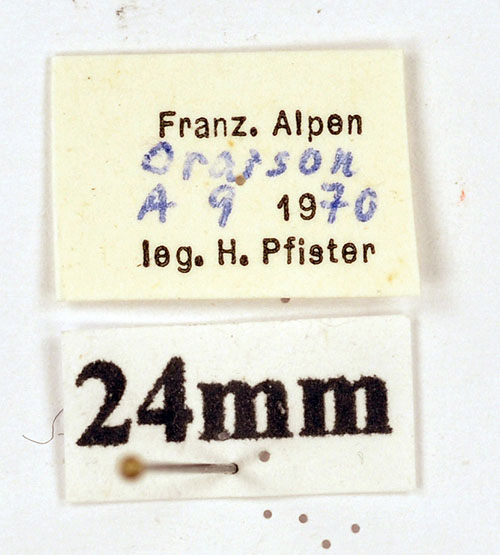 Franz. Alpen
Orarson
A 9 1970
leg. H. Pfister
24mm